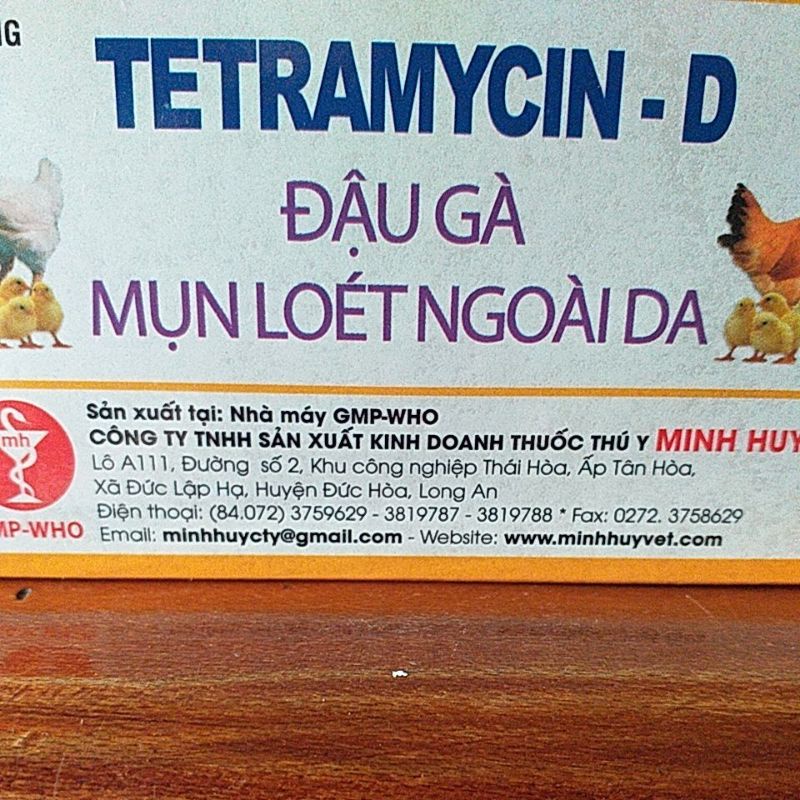 TETRAMYCIN - D
ĐẬU GÀ
MỤN LOÉT NGOÀI DA
mh
Sản xuất tại: Nhà máy GMP-WHO
CÔNG TY TNHH SẢN XUẤT KINH DOANH THUỐC THÚ Y MINH HUY
Lô A111, Đường số 2, Khu công nghiệp Thái Hòa, Ấp Tân Hòa,
Xã Đức Lập Hạ, Huyện Đức Hòa, Long An
Điện thoại: (84.072) 3759629 - 3819787 - 3819788 * Fax: 0272. 3758629
Email: minhhuycty@gmail.com - Website: www.minhhuyvet.com
MP-WHO